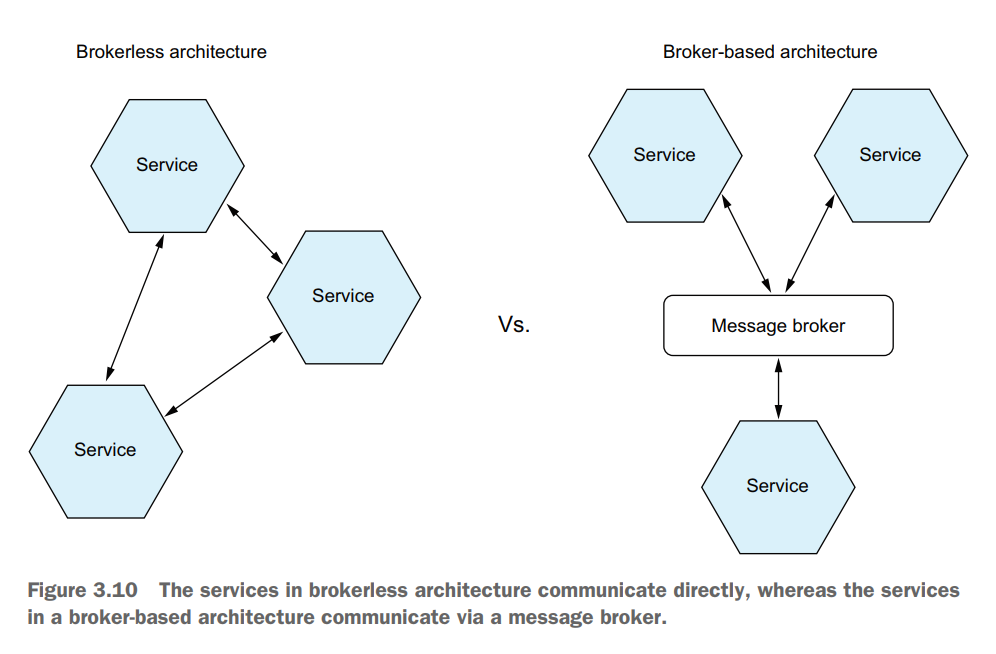 Brokerless architecture
Service
Service
Service
Vs.
Broker-based architecture
Service
Service
Message broker
Service
Figure 3.10 The services in brokerless architecture communicate directly, whereas the services
in a broker-based architecture communicate via a message broker.